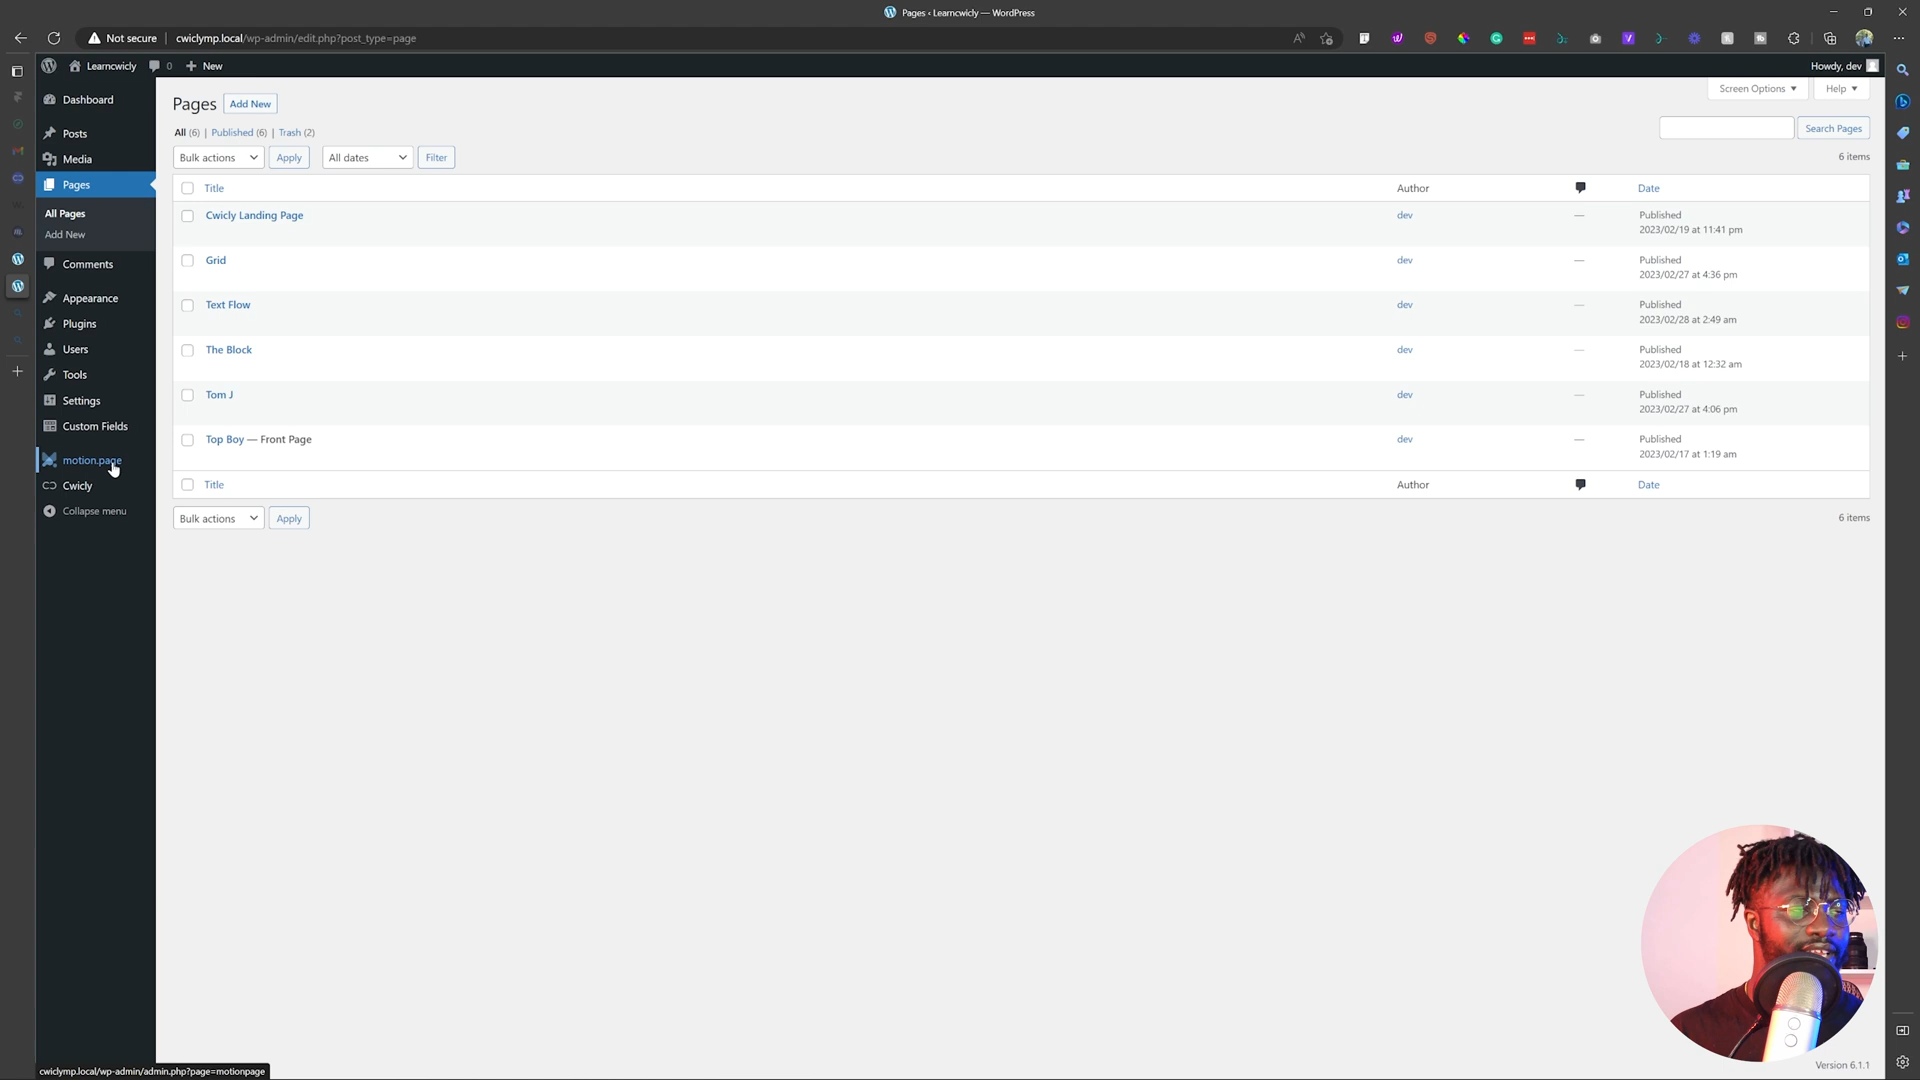 Pages ‹ Learncwicly — WordPress
Not secure
cwiclymp.local/wp-admin/edit.php?post_type=page
Learncwicly
0
New
Howdy, dev
Dashboard
Posts
Media
Pages
All Pages
Add New
Comments
Appearance
Plugins
Users
Tools
Settings
Custom Fields
motion.page
Cwicly
Collapse menu
Pages Add New
Screen Options ▼
Help ▼
All (6) | Published (6) | Trash (2)
Search Pages
Bulk actions
Apply
All dates
Filter
6 items
Title Author Date
Cwicly Landing Page dev — Published
2023/02/19 at 11:41 pm
Grid dev — Published
2023/02/27 at 4:36 pm
Text Flow dev — Published
2023/02/28 at 2:49 am
The Block dev — Published
2023/02/18 at 12:32 am
Tom J dev — Published
2023/02/27 at 4:06 pm
Top Boy — Front Page dev — Published
2023/02/17 at 1:19 am
Title Author Date
Bulk actions
Apply
6 items
Version 6.1.1
cwiclymp.local/wp-admin/admin.php?page=motionpage